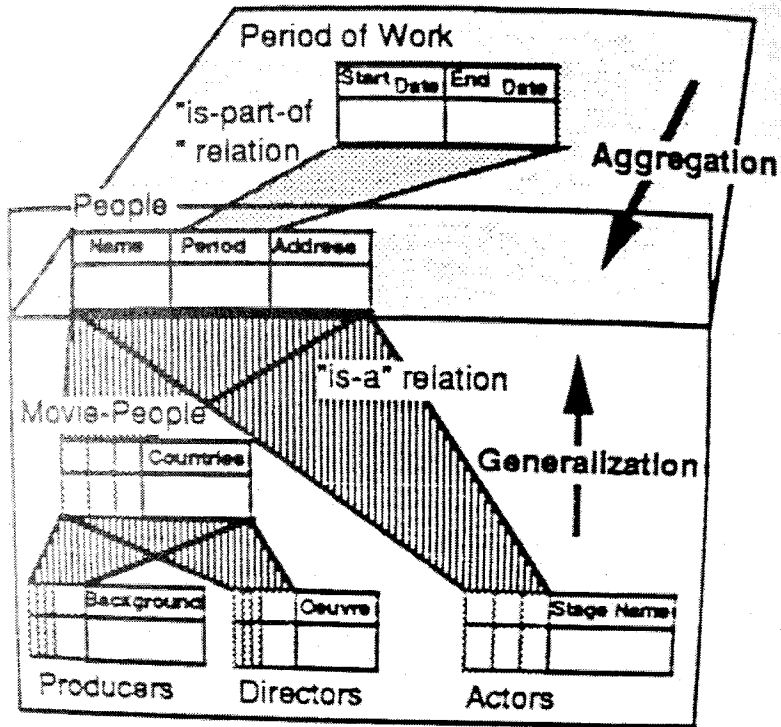 Period of Work
Start Date End Date
"is-part-of
" relation
Aggregation
People
Name Period Address
"is-a" relation
Movie-People
Countries
Generalization
Background
Oeuvre
Stage Name
Producers
Directors
Actors